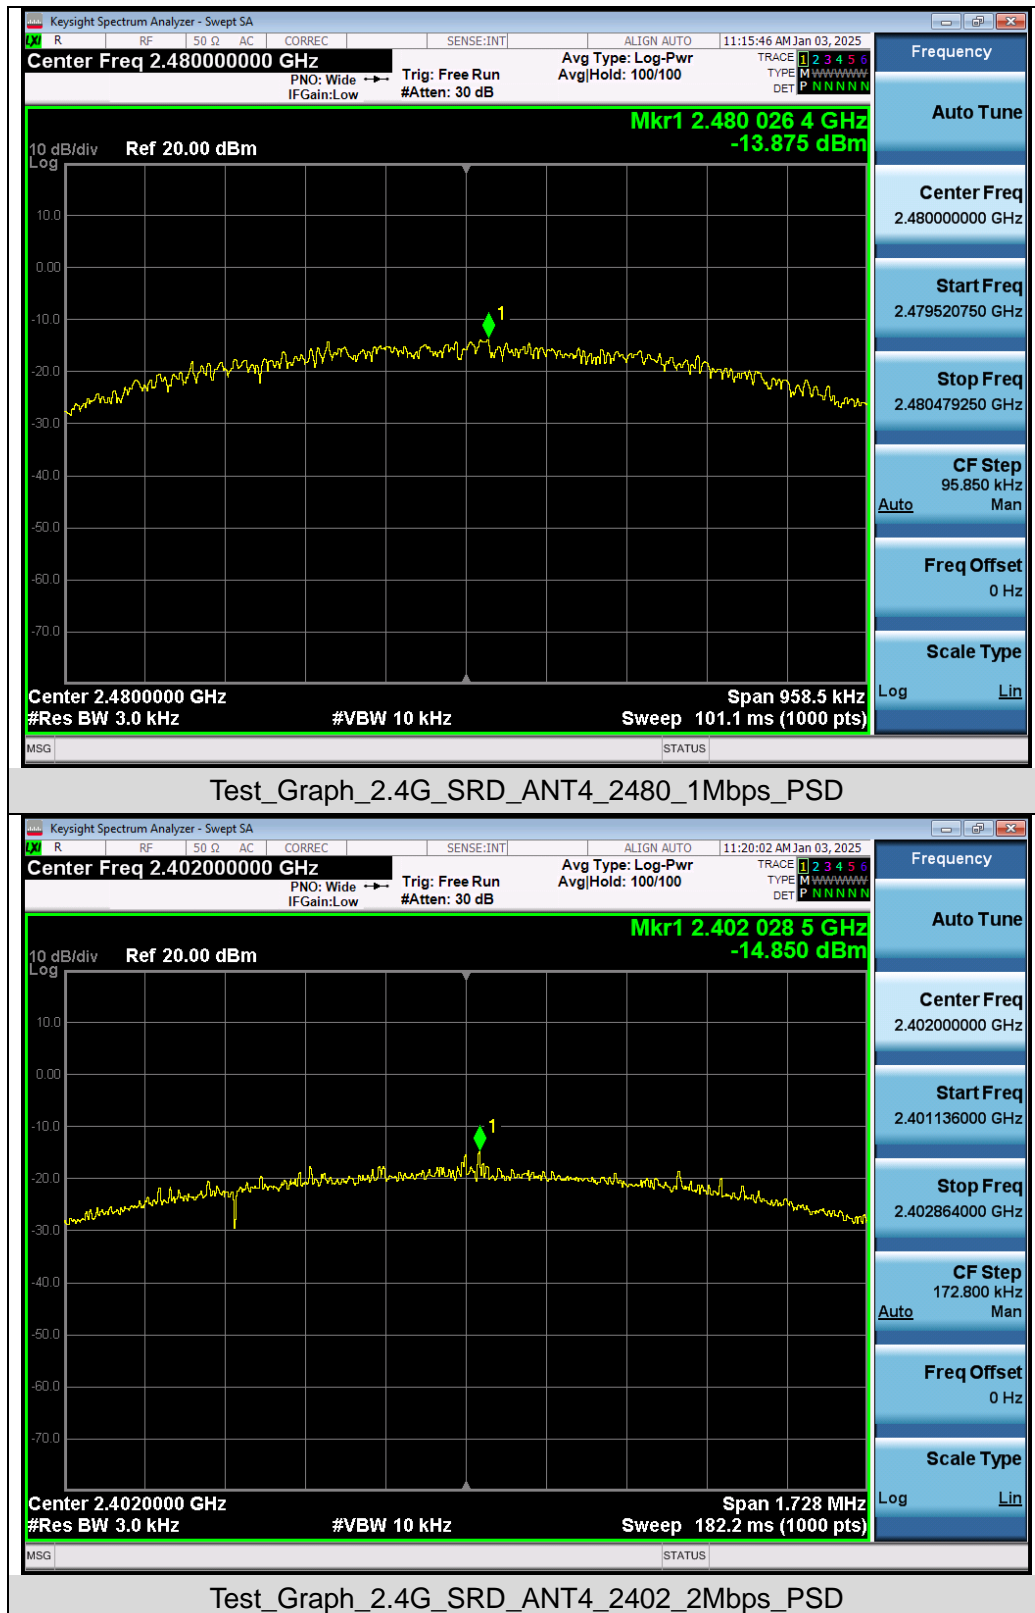 Keysight Spectrum Analyzer - Swept SA
LXI R RF 50 Ω AC CORREC SENSE:INT ALIGN AUTO 11:15:46 AM Jan 03, 2025
Center Freq 2.480000000 GHz
Avg Type: Log-Pwr TRACE 1 2 3 4 5 6
PNO: Wide Trig: Free Run Avg|Hold: 100/100 TYPE M WWWWW
IFGain:Low #Atten: 30 dB DET P N N N N N
Mkr1 2.480 026 4 GHz
-13.875 dBm
10 dB/div Ref 20.00 dBm
Log
10.0
0.00
-10.0
1
-20.0
-30.0
-40.0
-50.0
-60.0
-70.0
Center 2.4800000 GHz Span 958.5 kHz
#Res BW 3.0 kHz #VBW 10 kHz Sweep 101.1 ms (1000 pts)
MSG STATUS
Frequency
Auto Tune
Center Freq
2.480000000 GHz
Start Freq
2.479520750 GHz
Stop Freq
2.480479250 GHz
CF Step
95.850 kHz
Auto Man
Freq Offset
0 Hz
Scale Type
Log Lin
Test_Graph_2.4G_SRD_ANT4_2480_1Mbps_PSD
Keysight Spectrum Analyzer - Swept SA
LXI R RF 50 Ω AC CORREC SENSE:INT ALIGN AUTO 11:20:02 AM Jan 03, 2025
Center Freq 2.402000000 GHz
Avg Type: Log-Pwr TRACE 1 2 3 4 5 6
PNO: Wide Trig: Free Run Avg|Hold: 100/100 TYPE M WWWWW
IFGain:Low #Atten: 30 dB DET P N N N N N
Mkr1 2.402 028 5 GHz
-14.850 dBm
10 dB/div Ref 20.00 dBm
Log
10.0
0.00
-10.0
1
-20.0
-30.0
-40.0
-50.0
-60.0
-70.0
Center 2.4020000 GHz Span 1.728 MHz
#Res BW 3.0 kHz #VBW 10 kHz Sweep 182.2 ms (1000 pts)
MSG STATUS
Frequency
Auto Tune
Center Freq
2.402000000 GHz
Start Freq
2.401136000 GHz
Stop Freq
2.402864000 GHz
CF Step
172.800 kHz
Auto Man
Freq Offset
0 Hz
Scale Type
Log Lin
Test_Graph_2.4G_SRD_ANT4_2402_2Mbps_PSD